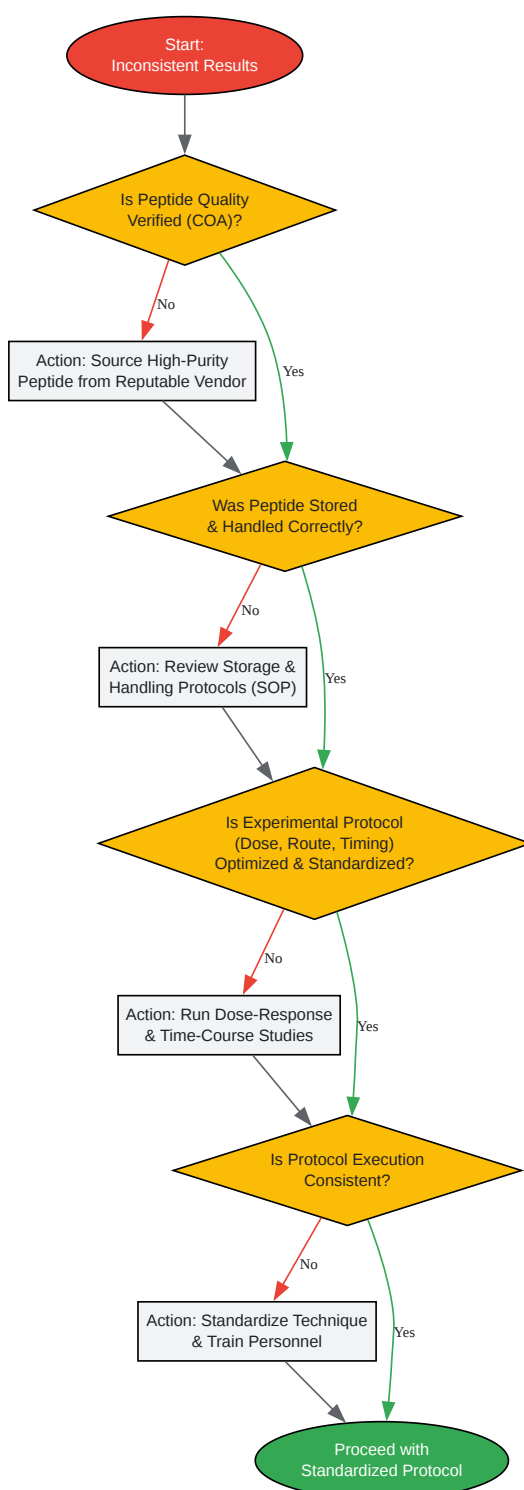 Start:
Inconsistent Results
Is Peptide Quality
Verified (COA)?
No
Yes
Action: Source High-Purity
Peptide from Reputable Vendor
Was Peptide Stored
& Handled Correctly?
No
Yes
Action: Review Storage &
Handling Protocols (SOP)
Is Experimental Protocol
(Dose, Route, Timing)
Optimized & Standardized?
No
Yes
Action: Run Dose-Response
& Time-Course Studies
Is Protocol Execution
Consistent?
No
Yes
Action: Standardize Technique
& Train Personnel
Proceed with
Standardized Protocol